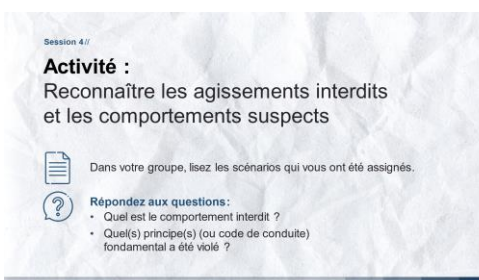 Session 4//
Activité :
Reconnaître les agissements interdits
et les comportements suspects
Dans votre groupe, lisez les scénarios qui vous ont été assignés.
Répondez aux questions:
• Quel est le comportement interdit ?
• Quel(s) principe(s) (ou code de conduite)
fondamental a été violé ?